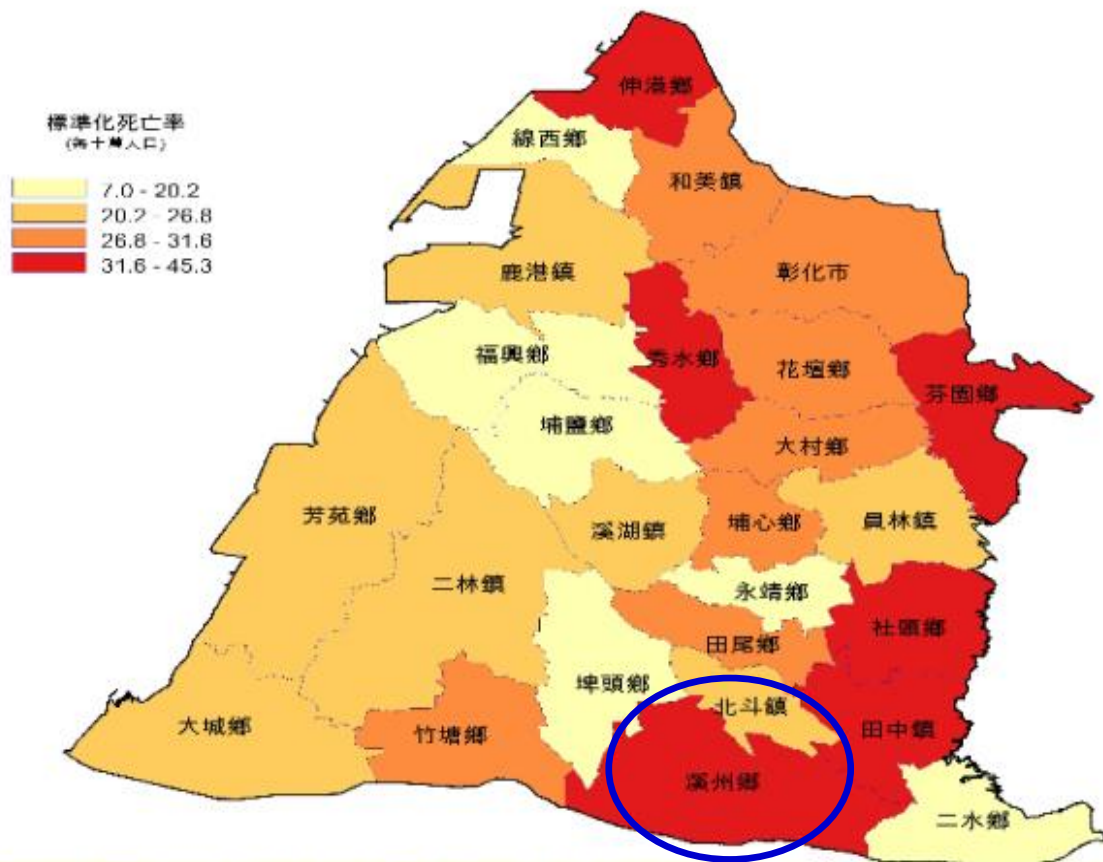 伸港鄉
標準化死亡率
(每十萬人口)
線西鄉
和美鎮
7.0 - 20.2
20.2 - 26.8
26.8 - 31.6
31.6 - 45.3
鹿港鎮
彰化市
福興鄉
秀水鄉
花壇鄉
芬園鄉
埔鹽鄉
大村鄉
芳苑鄉
溪湖鎮
埔心鄉
員林鎮
二林鎮
永靖鄉
社頭鄉
田尾鄉
埤頭鄉
北斗鎮
大城鄉
竹塘鄉
田中鎮
溪州鄉
二水鄉